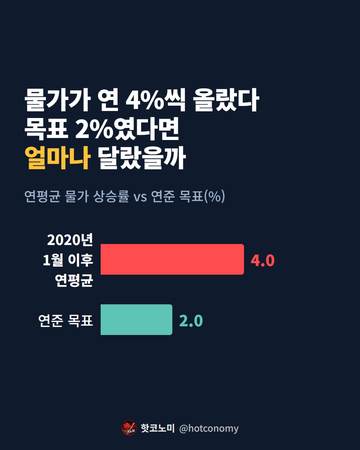 물가가 연 4%씩 올랐다
목표 2%였다면
얼마나 달랐을까
연평균 물가 상승률 vs 연준 목표(%)
2020년
1월 이후
연평균
4.0
연준 목표
2.0
핫코노미 @hotconomy